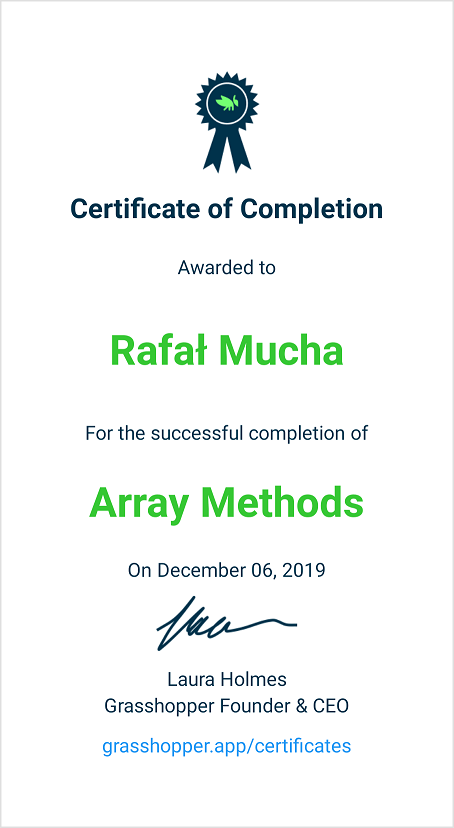 Certificate of Completion
Awarded to
Rafał Mucha
For the successful completion of
Array Methods
On December 06, 2019
Laura Holmes
Grasshopper Founder & CEO
grasshopper.app/certificates